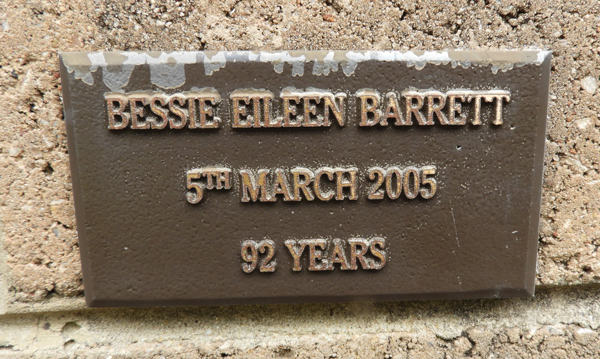 BESSIE EILEEN BARRETT
5TH MARCH 2005
92 YEARS